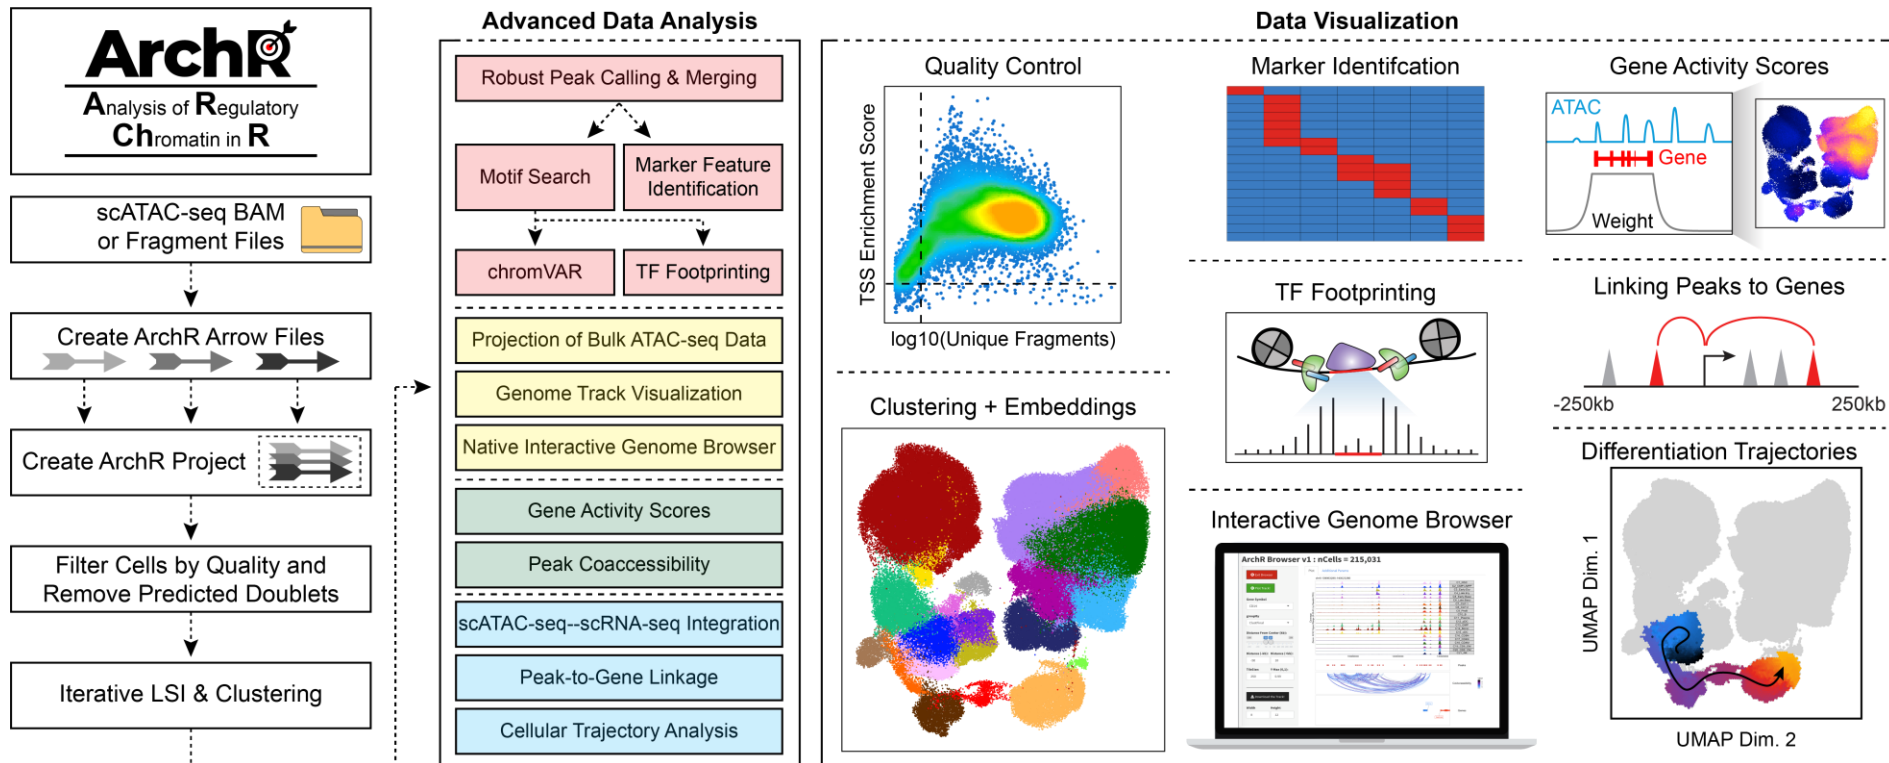 ArchR
Analysis of Regulatory
Chromatin in R
scATAC-seq BAM
or Fragment Files
Create ArchR Arrow Files
Create ArchR Project
Filter Cells by Quality and
Remove Predicted Doublets
Iterative LSI & Clustering
Advanced Data Analysis
Robust Peak Calling & Merging
Motif Search
Marker Feature
Identification
chromVAR
TF Footprinting
Projection of Bulk ATAC-seq Data
Genome Track Visualization
Native Interactive Genome Browser
Gene Activity Scores
Peak Coaccessibility
scATAC-seq--scRNA-seq Integration
Peak-to-Gene Linkage
Cellular Trajectory Analysis
Data Visualization
Quality Control
TSS Enrichment Score
log10(Unique Fragments)
Clustering + Embeddings
Marker Identifcation
TF Footprinting
Interactive Genome Browser
ArchR Browser v1 : nCells = 215,031
Gene Activity Scores
ATAC
Gene
Weight
Linking Peaks to Genes
-250kb
250kb
Differentiation Trajectories
UMAP Dim. 1
UMAP Dim. 2